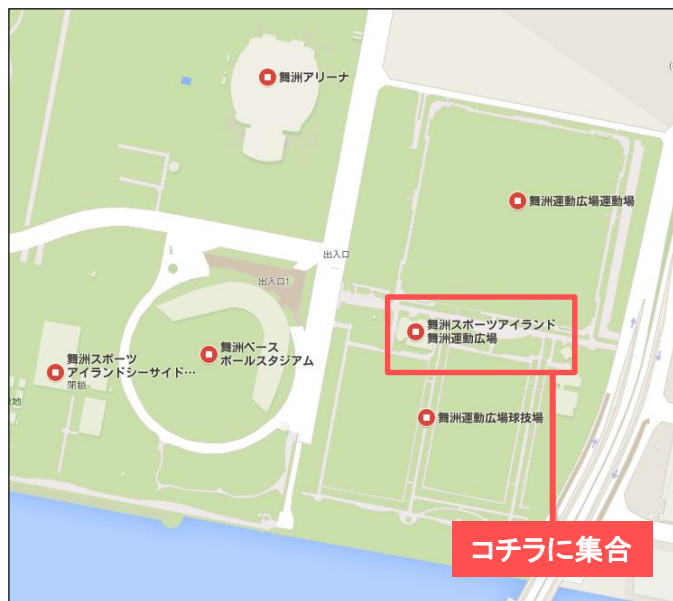 舞洲アリーナ
舞洲運動広場運動場
出入口
出入口1
舞洲スポーツアイランド
舞洲運動広場
舞洲ベース
ボールスタジアム
舞洲スポーツ
アイランドシーサイド…
閉鎖
緑地
舞洲運動広場球技場
コチラに集合